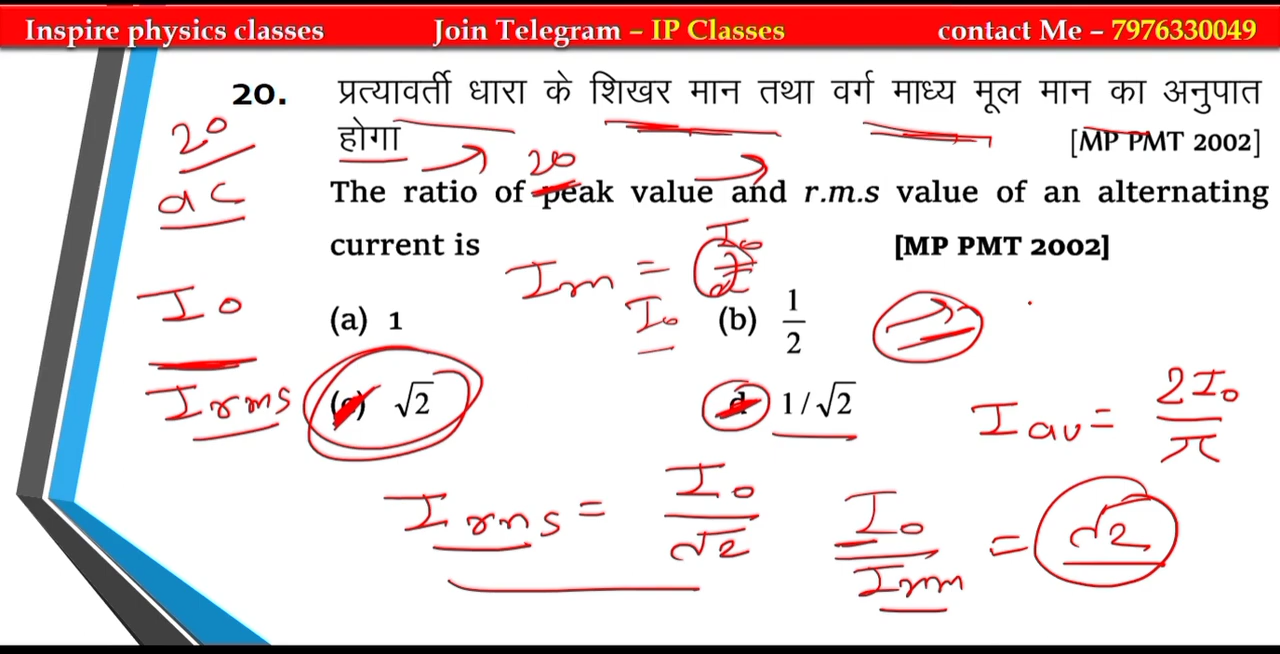 Inspire physics classes Join Telegram – IP Classes contact Me – 7976330049
20. प्रत्यावर्ती धारा के शिखर मान तथा वर्ग माध्य मूल मान का अनुपात
होगा [MP PMT 2002]
20
The ratio of peak value and r.m.s value of an alternating
ac
current is [MP PMT 2002]
I₀
(a) 1 (b) 1/2
I₀
Irms (c) √2 (d) 1/√2
Iav = 2I₀/π
Irms = I₀/√2
= √2